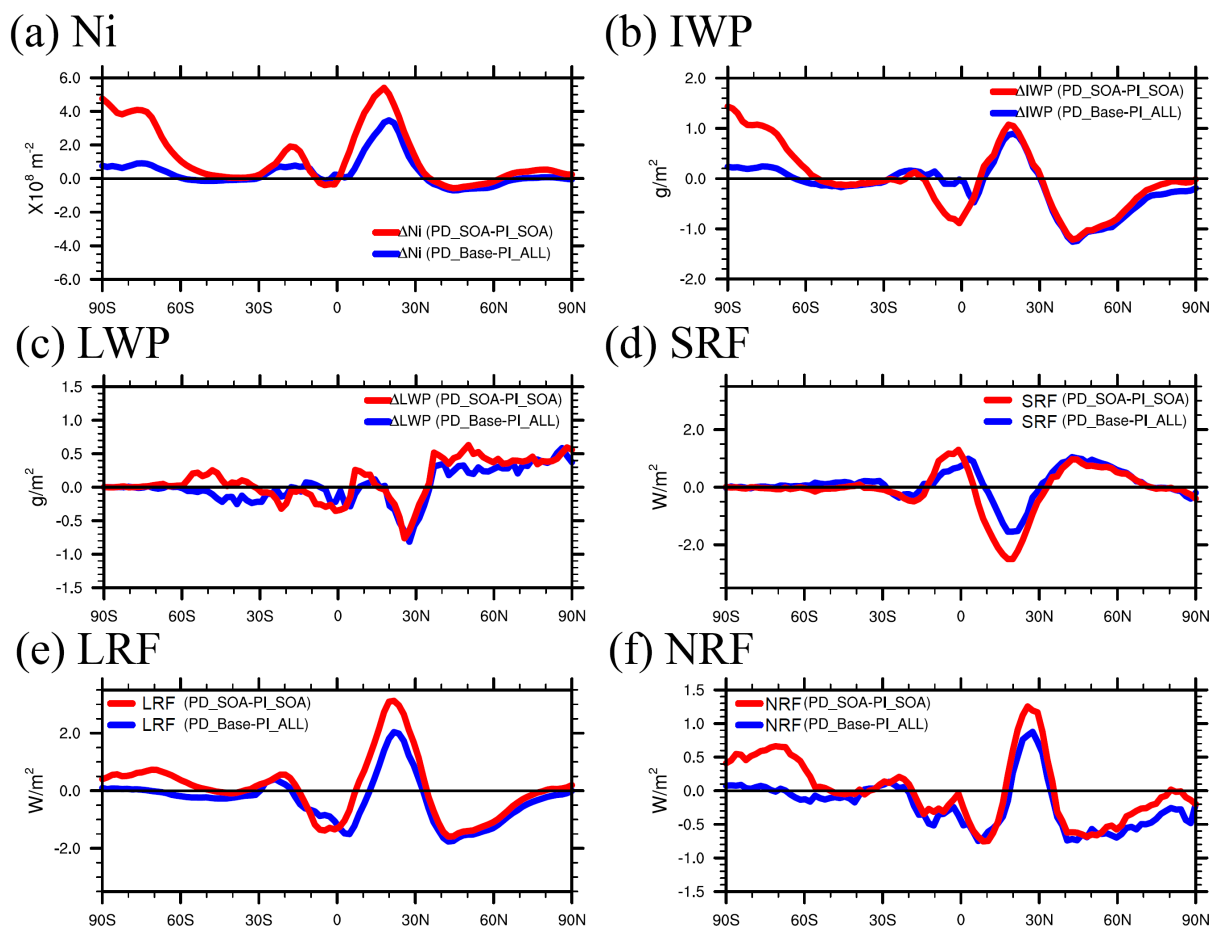 (a) Ni
6.0
4.0
2.0
0.0
-2.0
-4.0
-6.0
X10⁸ m⁻²
ΔNi (PD_SOA-PI_SOA)
ΔNi (PD_Base-PI_ALL)
90S 60S 30S 0 30N 60N 90N
(b) IWP
2.0
1.0
0.0
-1.0
-2.0
g/m²
ΔIWP (PD_SOA-PI_SOA)
ΔIWP (PD_Base-PI_ALL)
90S 60S 30S 0 30N 60N 90N
(c) LWP
1.5
1.0
0.5
0.0
-0.5
-1.0
-1.5
g/m²
ΔLWP (PD_SOA-PI_SOA)
ΔLWP (PD_Base-PI_ALL)
90S 60S 30S 0 30N 60N 90N
(d) SRF
2.0
0.0
-2.0
W/m²
SRF (PD_SOA-PI_SOA)
SRF (PD_Base-PI_ALL)
90S 60S 30S 0 30N 60N 90N
(e) LRF
2.0
0.0
-2.0
W/m²
LRF (PD_SOA-PI_SOA)
LRF (PD_Base-PI_ALL)
90S 60S 30S 0 30N 60N 90N
(f) NRF
1.5
1.0
0.5
0.0
-0.5
-1.0
-1.5
W/m²
NRF (PD_SOA-PI_SOA)
NRF (PD_Base-PI_ALL)
90S 60S 30S 0 30N 60N 90N